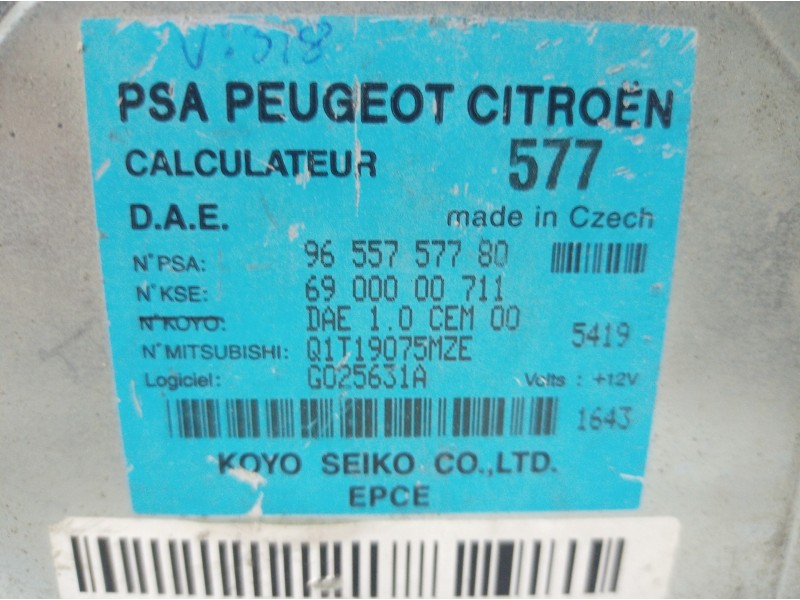 PSA PEUGEOT CITROËN
CALCULATEUR 577
D.A.E. made in Czech
N°PSA: 96 557 577 80
N°KSE: 69 000 00 711
N°KOYO: DAE 1.0 CEM 00
5419
N°MITSUBISHI: Q1T19075MZE
Logiciel: G025631A Volts : +12V
1643
KOYO SEIKO CO.,LTD.
EPCE